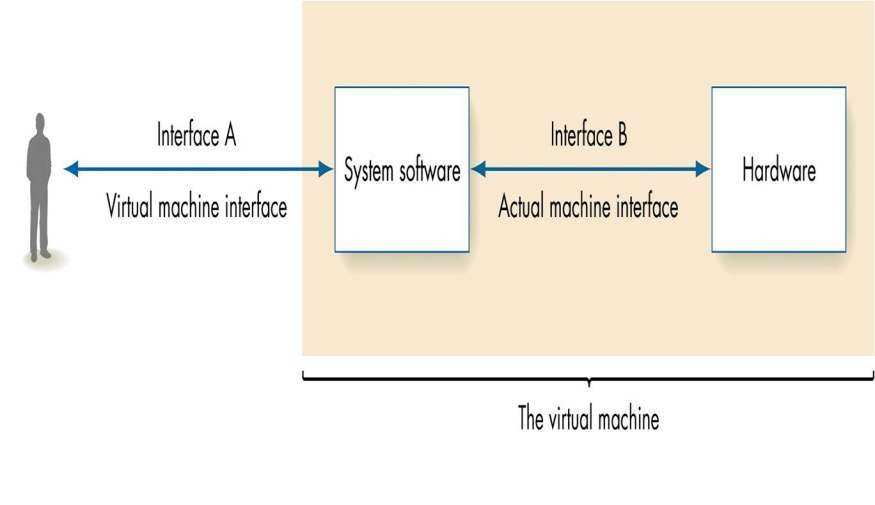 Interface A
Virtual machine interface
System software
Interface B
Actual machine interface
Hardware
The virtual machine